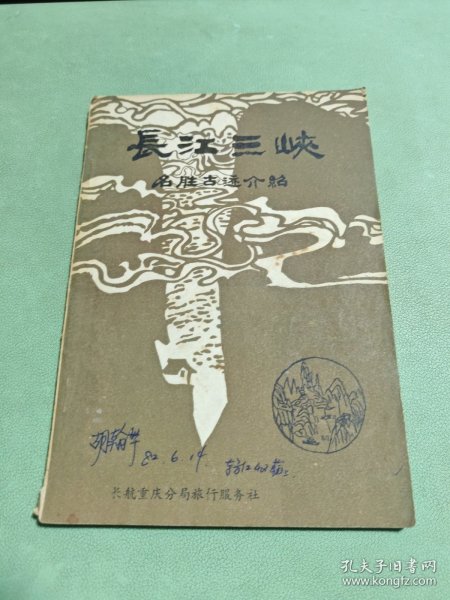 長江三峡
名胜古迹介紹
82.6.14
长航重庆分局旅行服务社
孔夫子旧书网
www.kongfz.com